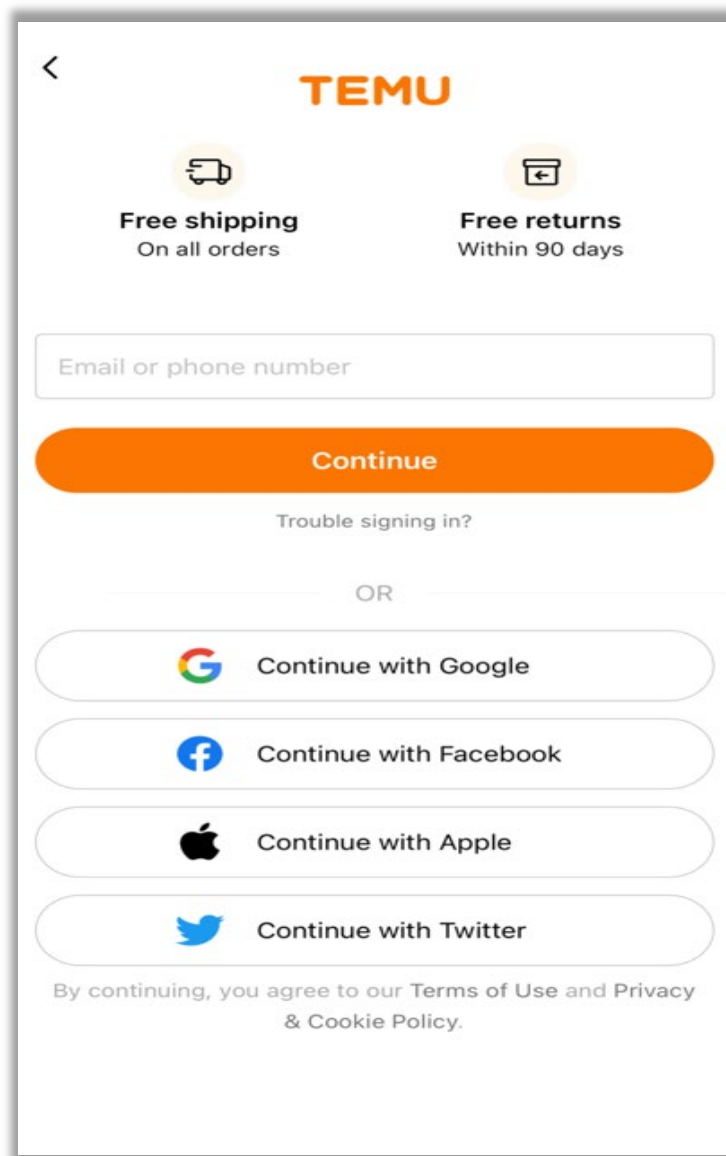 TEMU
Free shipping
On all orders
Free returns
Within 90 days
Email or phone number
Continue
Trouble signing in?
OR
Continue with Google
Continue with Facebook
Continue with Apple
Continue with Twitter
By continuing, you agree to our Terms of Use and Privacy
& Cookie Policy.